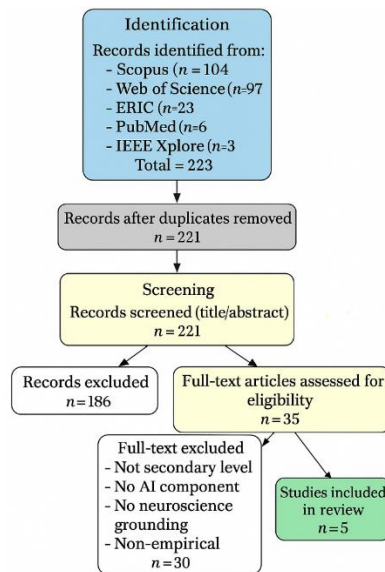 Identification
Records identified from:
- Scopus (n = 104
- Web of Science (n=97
- ERIC (n=23
- PubMed (n=6
- IEEE Xplore (n=3
Total = 223
Records after duplicates removed
n = 221
Screening
Records screened (title/abstract)
n = 221
Records excluded
n = 186
Full-text articles assessed for
eligibility
n = 35
Full-text excluded
- Not secondary level
- No AI component
- No neuroscience
grounding
- Non-empirical
n = 30
Studies included
in review
n = 5